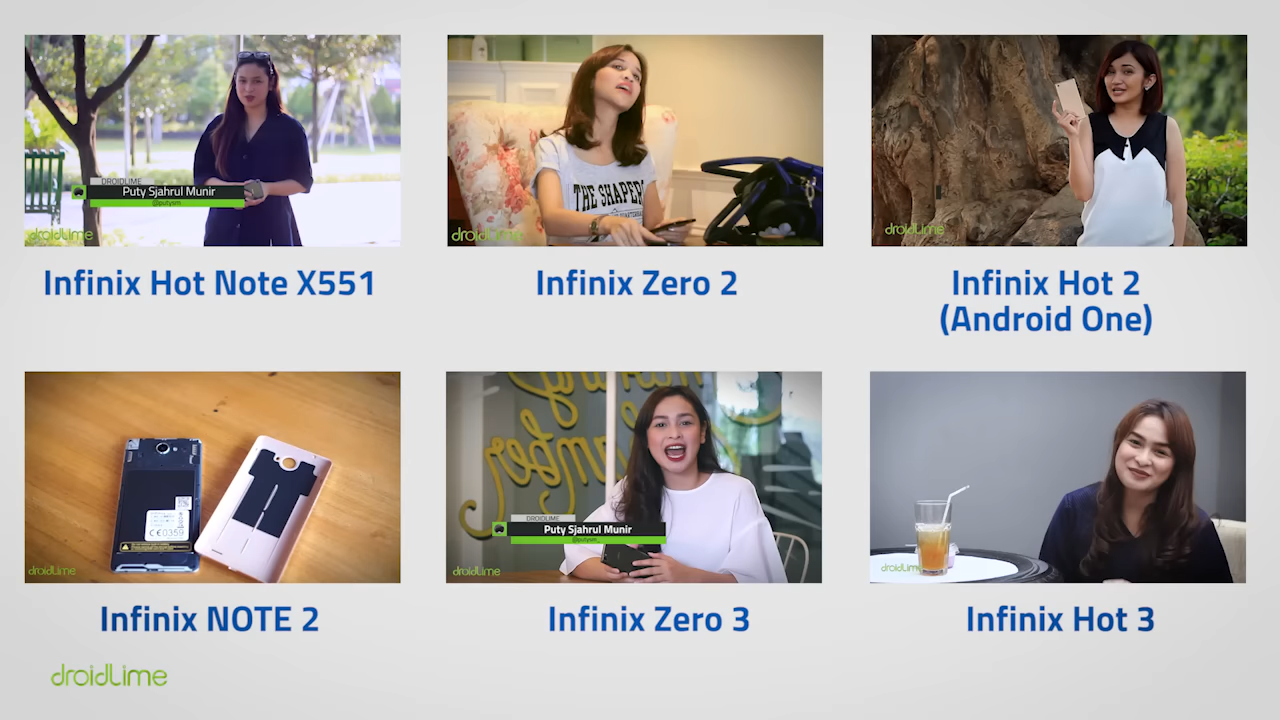 DROIDLIME
Puty Sjahrul Munir
@putysm_
droidLime
Infinix Hot Note X551
THE SHAPERS
droidLime
Infinix Zero 2
droidLime
Infinix Hot 2
(Android One)
CE0359
droidLime
Infinix NOTE 2
DROIDLIME
Puty Sjahrul Munir
@putysm_
droidLime
Infinix Zero 3
droidLime
Infinix Hot 3
droidLime